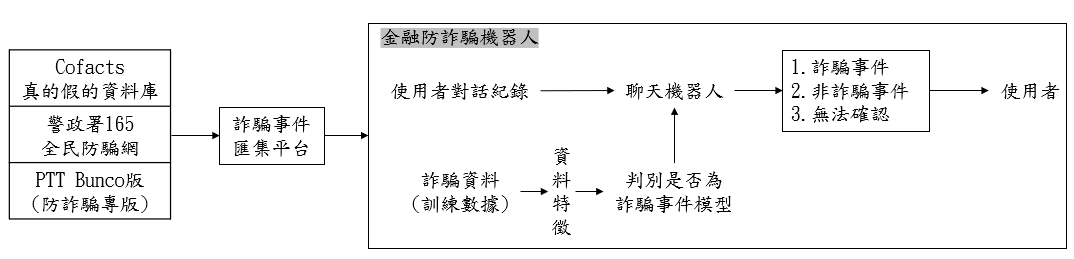 Cofacts
真的假的資料庫
警政署165
全民防騙網
PTT Bunco版
(防詐騙專版)
詐騙事件
匯集平台
金融防詐騙機器人
使用者對話紀錄
聊天機器人
1.詐騙事件
2.非詐騙事件
3.無法確認
使用者
詐騙資料
(訓練數據)
資料特徵
判別是否為
詐騙事件模型